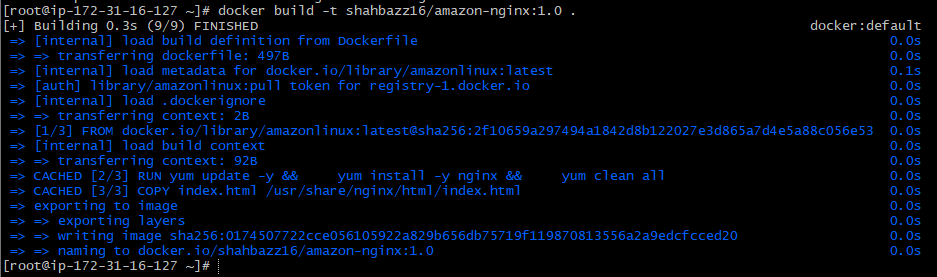 [root@ip-172-31-16-127 ~]# docker build -t shahbazz16/amazon-nginx:1.0 .
[+] Building 0.3s (9/9) FINISHED docker:default
=> [internal] load build definition from Dockerfile 0.0s
=> => transferring dockerfile: 497B 0.0s
=> [internal] load metadata for docker.io/library/amazonlinux:latest 0.1s
=> [auth] library/amazonlinux:pull token for registry-1.docker.io 0.0s
=> [internal] load .dockerignore 0.0s
=> => transferring context: 2B 0.0s
=> [1/3] FROM docker.io/library/amazonlinux:latest@sha256:2f10659a297494a1842d8b122027e3d865a7d4e5a88c056e53 0.0s
=> [internal] load build context 0.0s
=> => transferring context: 92B 0.0s
=> CACHED [2/3] RUN yum update -y &&     yum install -y nginx &&     yum clean all 0.0s
=> CACHED [3/3] COPY index.html /usr/share/nginx/html/index.html 0.0s
=> exporting to image 0.0s
=> => exporting layers 0.0s
=> => writing image sha256:0174507722cce056105922a829b656db75719f119870813556a2a9edcfcced20 0.0s
=> => naming to docker.io/shahbazz16/amazon-nginx:1.0 0.0s
[root@ip-172-31-16-127 ~]#